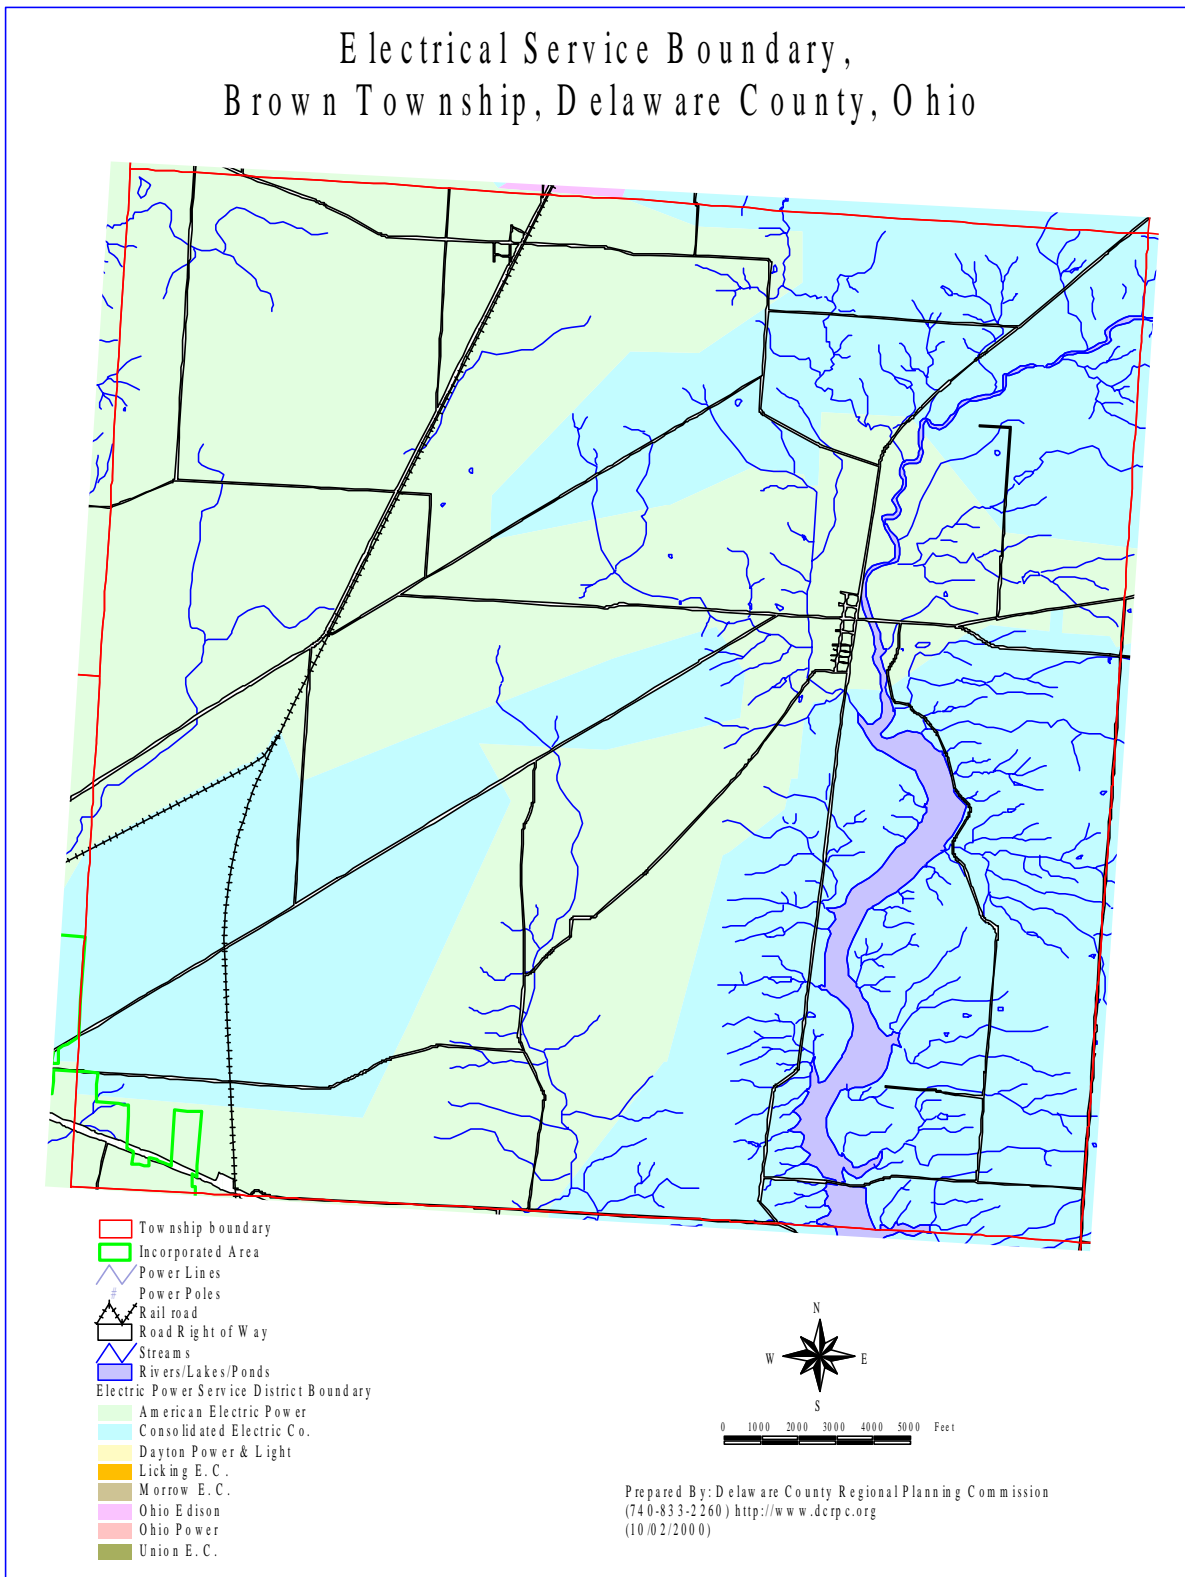 Electrical Service Boundary,
Brown Township, Delaware County, Ohio
Township boundary
Incorporated Area
Power Lines
# Power Poles
Rail road
Road Right of Way
Streams
Rivers/Lakes/Ponds
Electric Power Service District Boundary
American Electric Power
Consolidated Electric Co.
Dayton Power & Light
Licking E.C.
Morrow E.C.
Ohio Edison
Ohio Power
Union E.C.
N
W E
S
0 1000 2000 3000 4000 5000 Feet
Prepared By: Delaware County Regional Planning Commission
(740-833-2260) http://www.dcrpc.org
(10/02/2000)